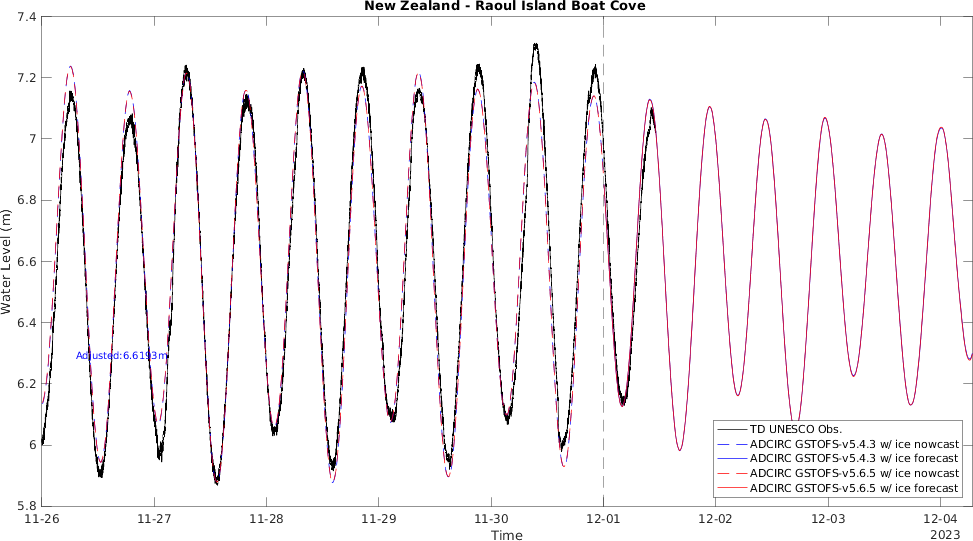 New Zealand - Raoul Island Boat Cove
7.4
7.2
7
6.8
6.6
6.4
6.2
6
5.8
Water Level (m)
Adjusted:6.6193m
TD UNESCO Obs.
ADCIRC GSTOFS-v5.4.3 w/ ice nowcast
ADCIRC GSTOFS-v5.4.3 w/ ice forecast
ADCIRC GSTOFS-v5.6.5 w/ ice nowcast
ADCIRC GSTOFS-v5.6.5 w/ ice forecast
11-26 11-27 11-28 11-29 11-30 12-01 12-02 12-03 12-04
Time 2023